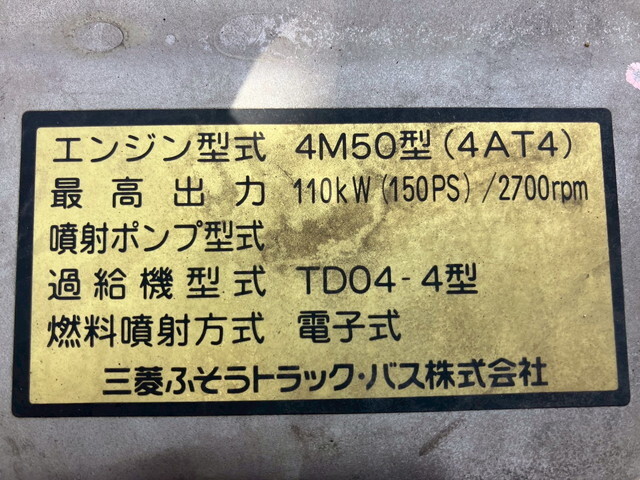 エンジン型式 4M50型(4AT4)
最高出力 110kW(150PS)/2700rpm
噴射ポンプ型式
過給機型式 TD04-4型
燃料噴射方式 電子式
三菱ふそうトラック・バス株式会社